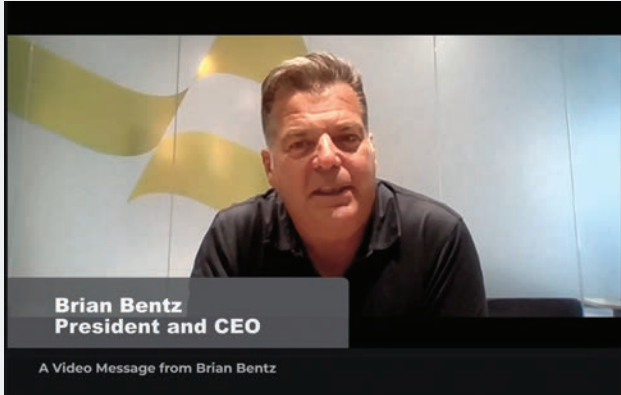 Brian Bentz
President and CEO
A Video Message from Brian Bentz